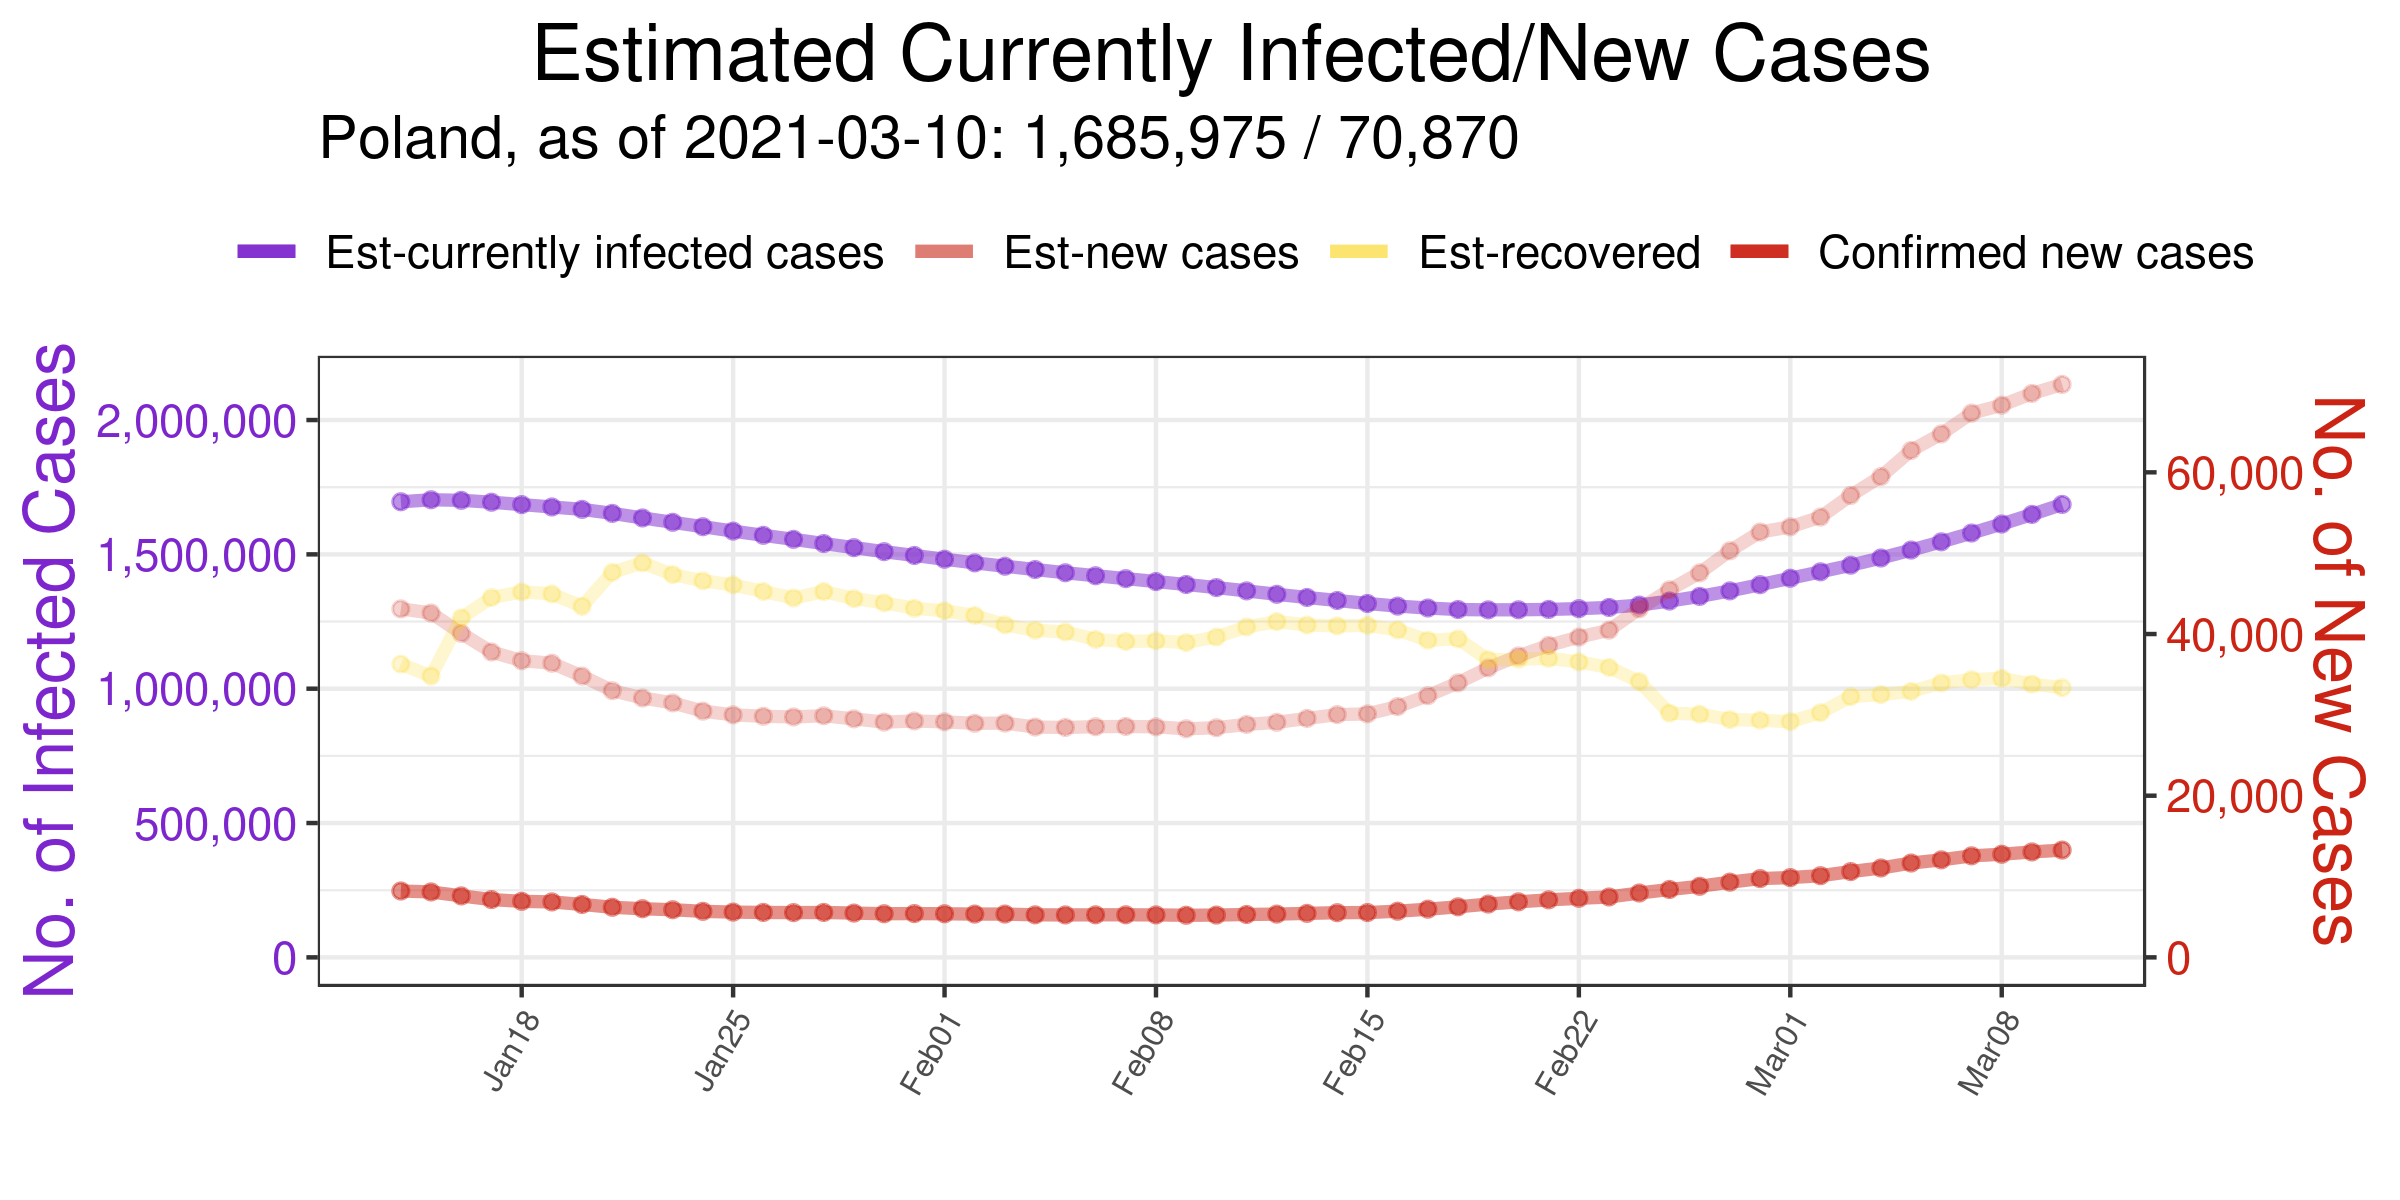 Estimated Currently Infected/New Cases
Poland, as of 2021-03-10: 1,685,975 / 70,870
Est-currently infected cases Est-new cases Est-recovered Confirmed new cases
No. of Infected Cases
2,000,000
1,500,000
1,000,000
500,000
0
60,000
40,000
20,000
0
No. of New Cases
Jan18 Jan25 Feb01 Feb08 Feb15 Feb22 Mar01 Mar08